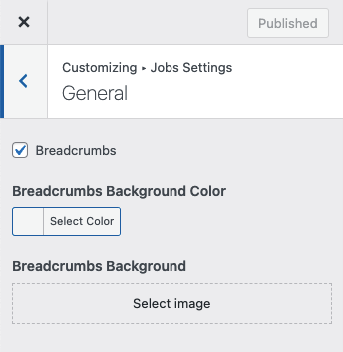 Published
Customizing ▸ Jobs Settings
General
Breadcrumbs
Breadcrumbs Background Color
Select Color
Breadcrumbs Background
Select image